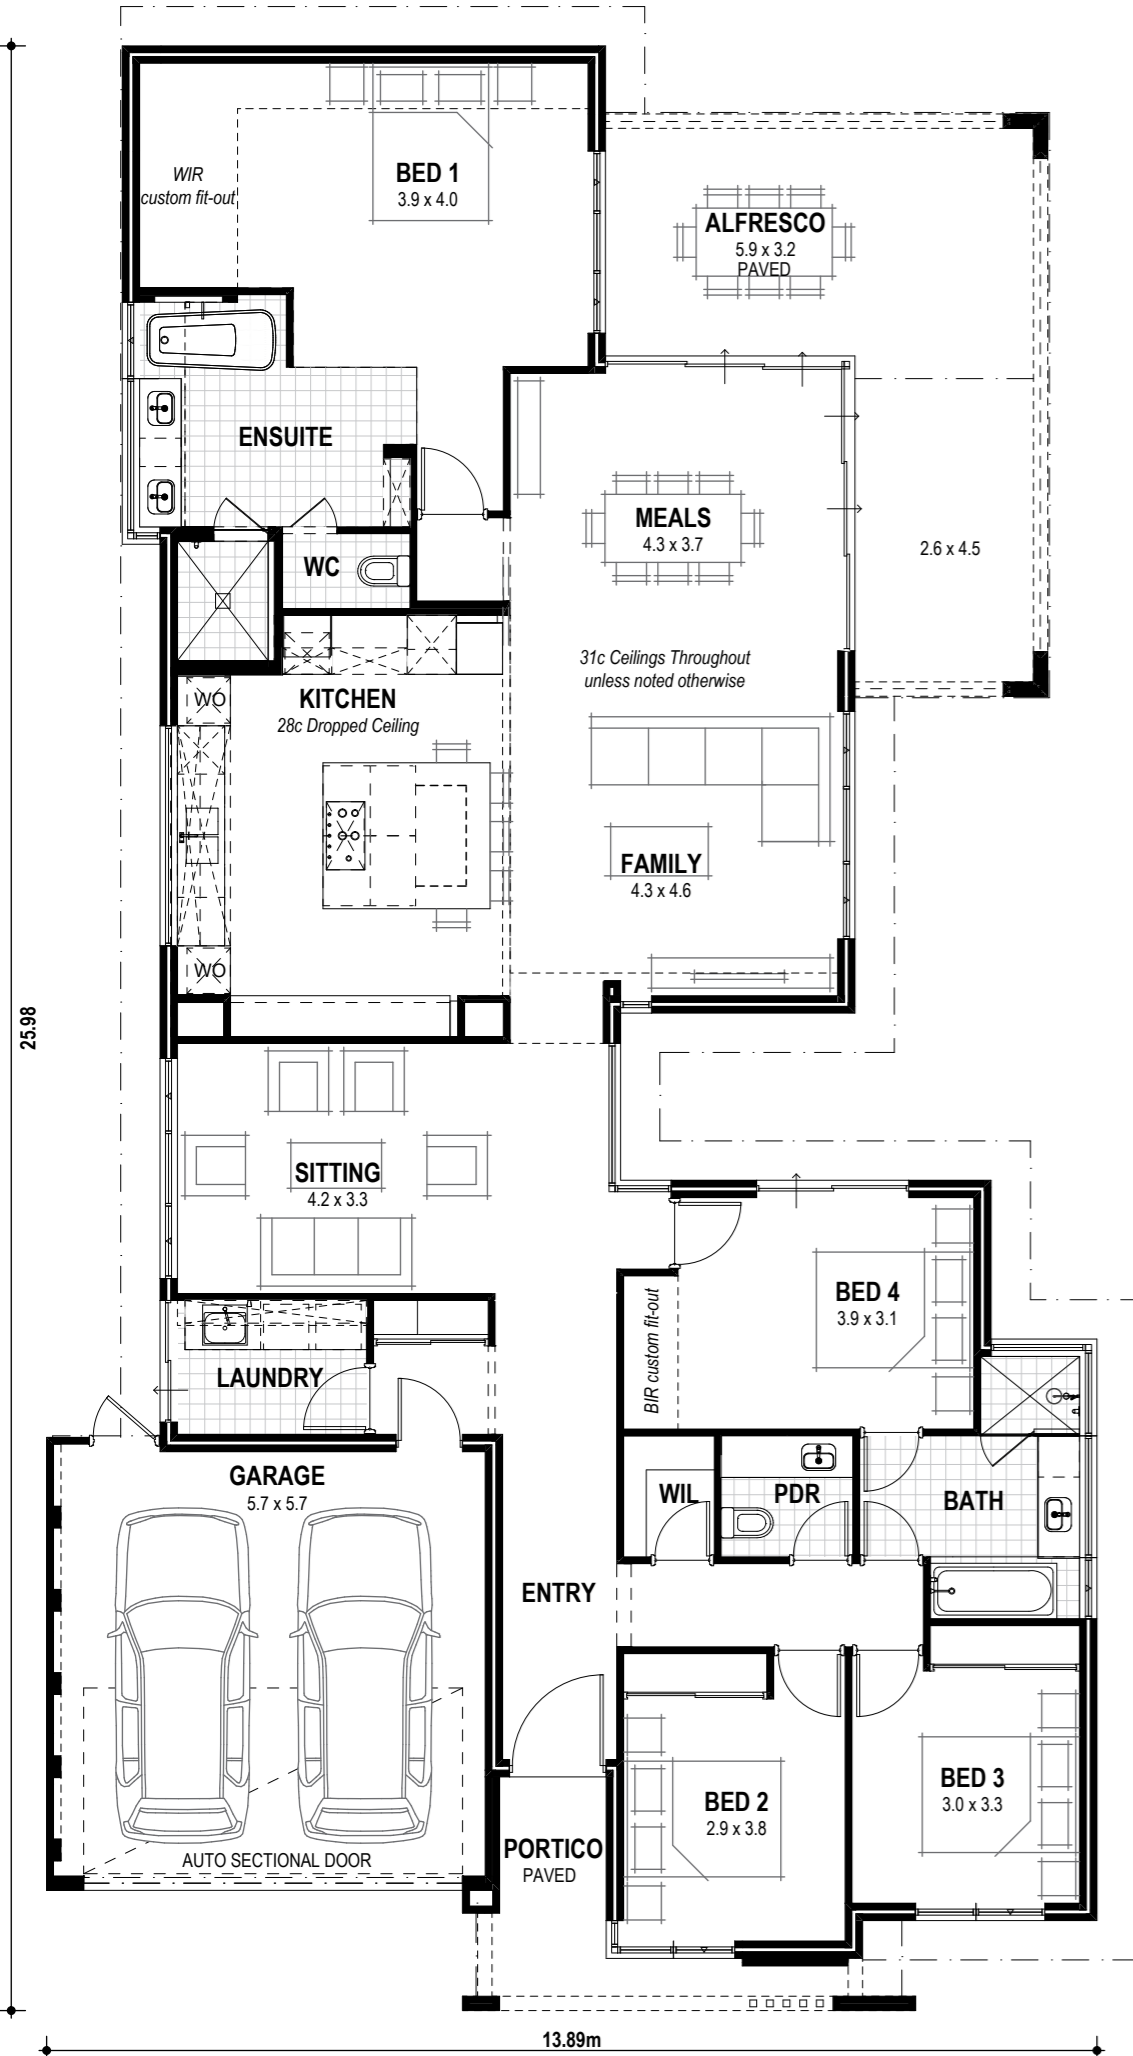 WIR
custom fit-out
BED 1
3.9 x 4.0
ALFRESCO
5.9 x 3.2
PAVED
ENSUITE
MEALS
4.3 x 3.7
2.6 x 4.5
WC
31c Ceilings Throughout
unless noted otherwise
WO
KITCHEN
28c Dropped Ceiling
FAMILY
4.3 x 4.6
WO
25.98
SITTING
4.2 x 3.3
BED 4
3.9 x 3.1
BIR custom fit-out
LAUNDRY
GARAGE
5.7 x 5.7
WIL
PDR
BATH
ENTRY
BED 2
2.9 x 3.8
BED 3
3.0 x 3.3
PORTICO
PAVED
AUTO SECTIONAL DOOR
13.89m